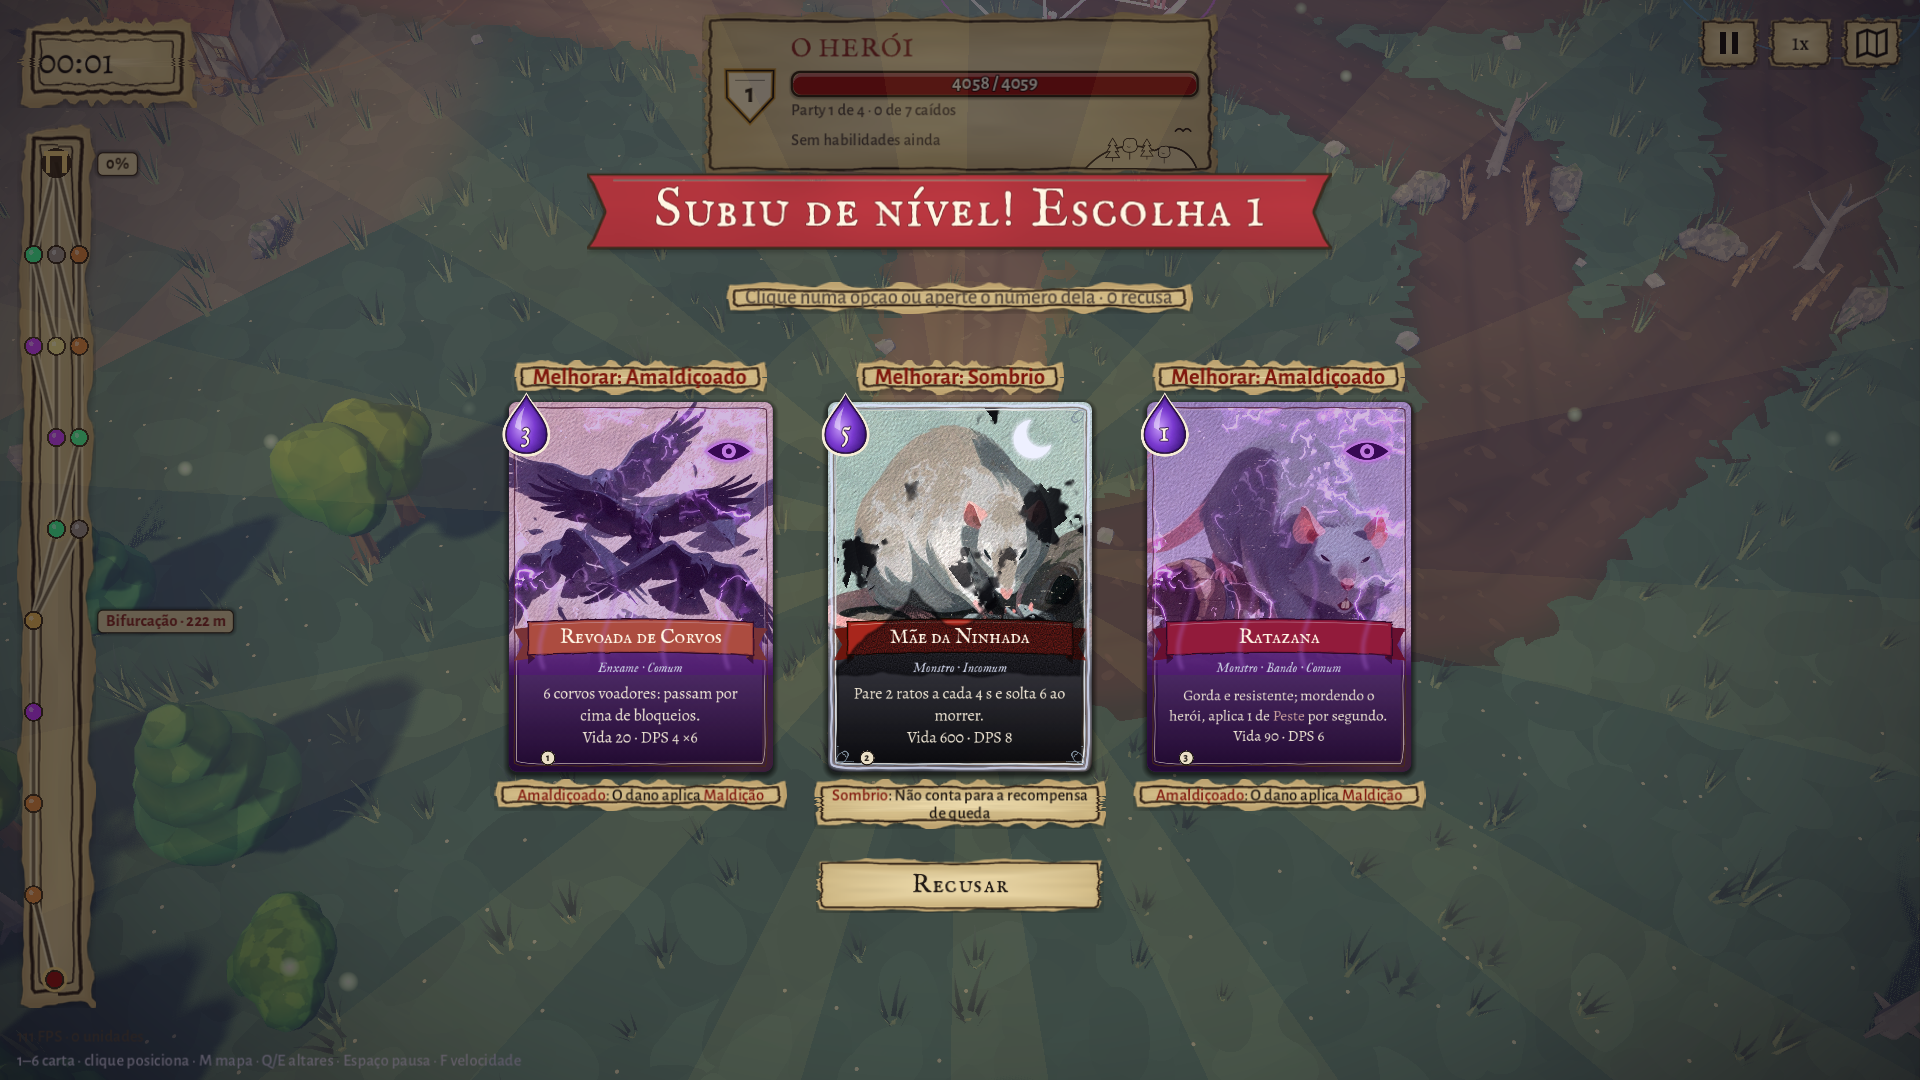 00:01
O HERÓI
1
4058 / 4059
Party 1 de 4 · 0 de 7 caídos
Sem habilidades ainda
1x
0%
Subiu de nível! Escolha 1
Clique numa opção ou aperte o número dela · 0 recusa
Melhorar: Amaldiçoado
Melhorar: Sombrio
Melhorar: Amaldiçoado
3
5
1
Revoada de Corvos
Enxame · Comum
6 corvos voadores: passam por
cima de bloqueios.
Vida 20 · DPS 4 ×6
1
Amaldiçoado: O dano aplica Maldição
Mãe da Ninhada
Monstro · Incomum
Pare 2 ratos a cada 4 s e solta 6 ao
morrer.
Vida 600 · DPS 8
2
Sombrio: Não conta para a recompensa
de queda
Ratazana
Monstro · Bando · Comum
Gorda e resistente; mordendo o
herói, aplica 1 de Peste por segundo.
Vida 90 · DPS 6
3
Amaldiçoado: O dano aplica Maldição
Bifurcação · 222 m
Recusar
1–6 carta · clique posiciona · M mapa · Q/E altares · Espaço pausa · F velocidade